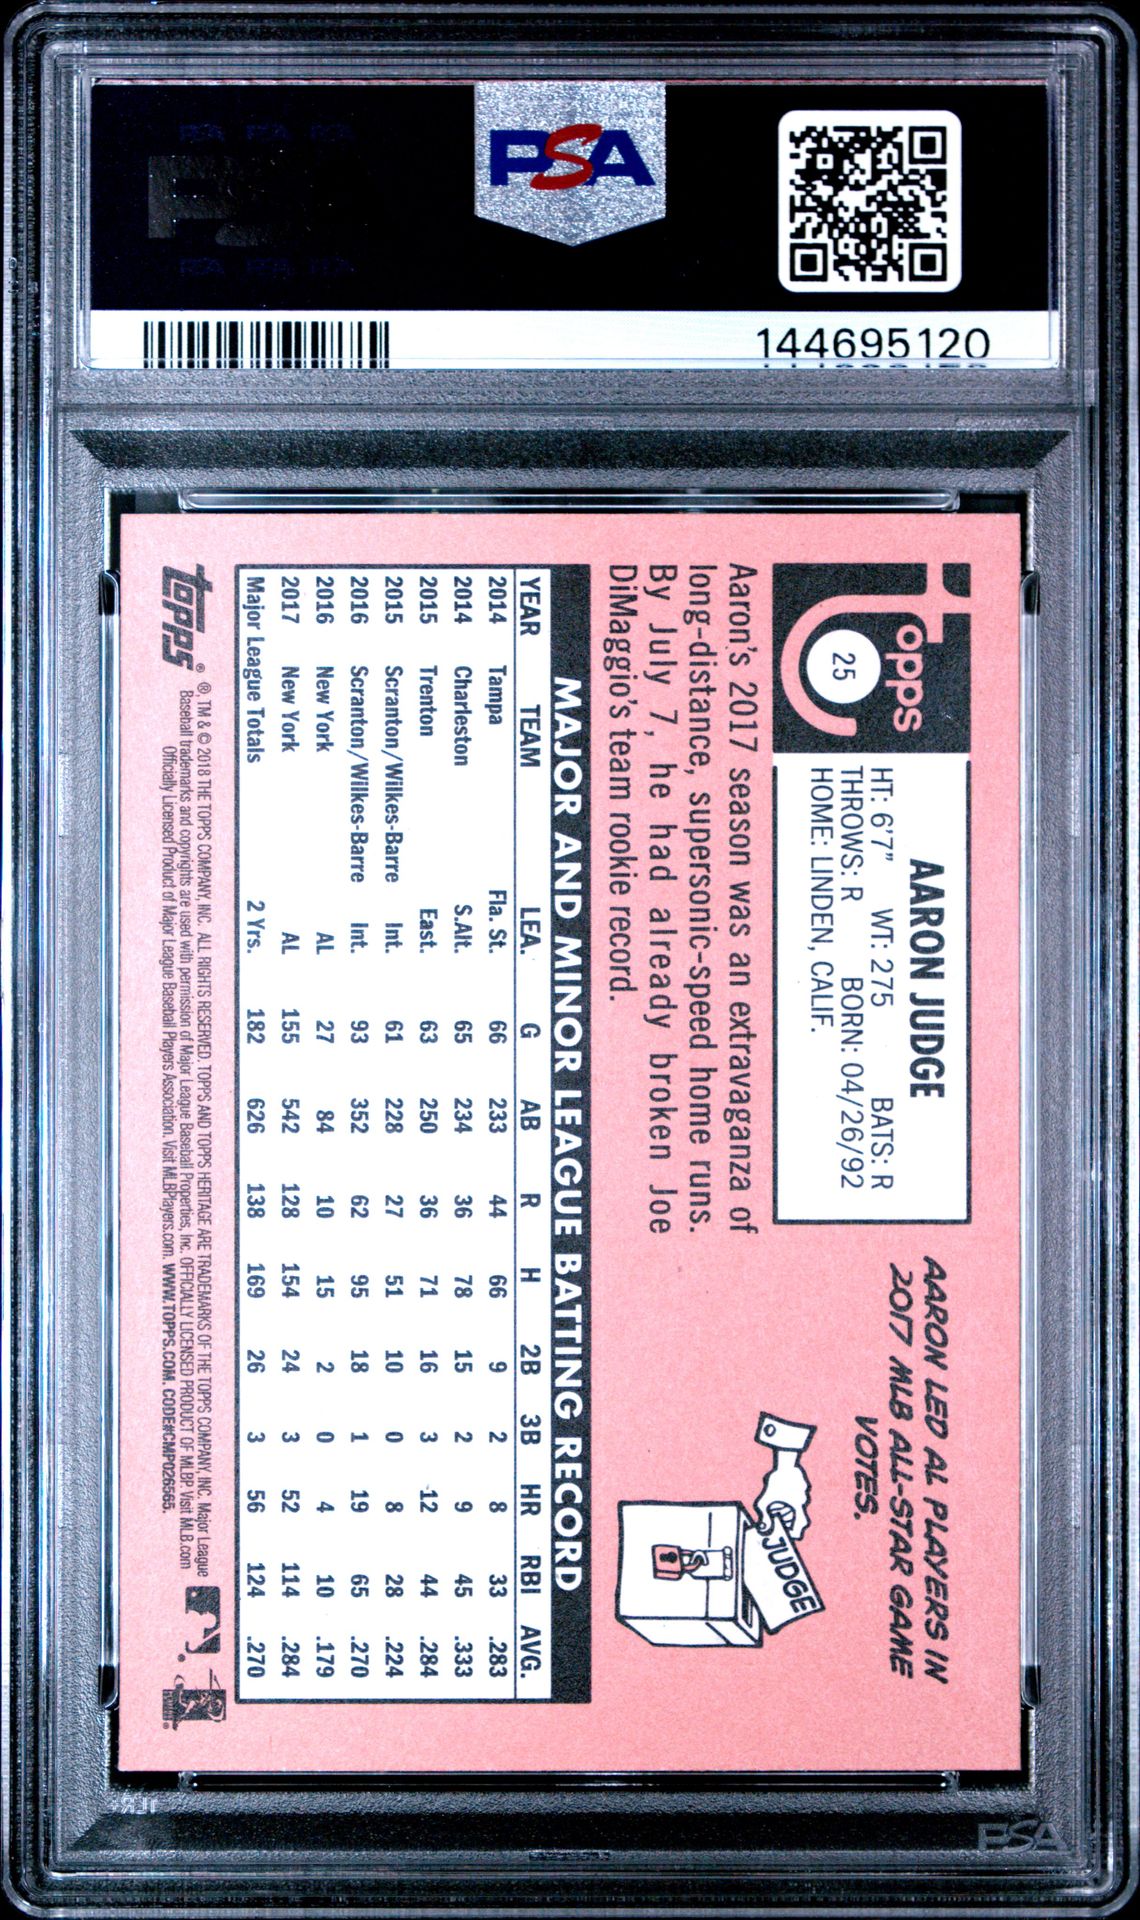 PSA
144695120
Topps
25
AARON JUDGE
HT: 6'7" WT: 275 BATS: R
THROWS: R BORN: 04/26/92
HOME: LINDEN, CALIF.
AARON LED AL PLAYERS IN
2017 MLB ALL-STAR GAME
VOTES.
JUDGE
Aaron's 2017 season was an extravaganza of
long-distance, supersonic-speed home runs.
By July 7, he had already broken Joe
DiMaggio's team rookie record.
MAJOR AND MINOR LEAGUE BATTING RECORD
YEAR TEAM LEA. G AB R H 2B 3B HR RBI AVG.
2014 Tampa Fla. St. 66 233 44 66 9 2 8 33 .283
2014 Charleston S.Alt. 65 234 36 78 15 2 9 45 .333
2015 Trenton East. 63 250 36 71 16 3 12 44 .284
2015 Scranton/Wilkes-Barre Int. 61 228 27 51 10 0 8 28 .224
2016 Scranton/Wilkes-Barre Int. 93 352 62 95 18 1 19 65 .270
2016 New York AL 27 84 10 15 2 0 4 10 .179
2017 New York AL 155 542 128 154 24 3 52 114 .284
Major League Totals 2 Yrs. 182 626 138 169 26 3 56 124 .270
Topps ® ®, TM & © 2018 THE TOPPS COMPANY, INC. ALL RIGHTS RESERVED. TOPPS AND TOPPS HERITAGE ARE TRADEMARKS OF THE TOPPS COMPANY, INC. Major League
Baseball trademarks and copyrights are used with permission of Major League Baseball Properties, Inc. OFFICIALLY LICENSED PRODUCT OF MLBP. Visit MLB.com
Officially Licensed Product of Major League Baseball Players Association. Visit MLBPlayers.com. WWW.TOPPS.COM. CODE#CMP026565.
PSA